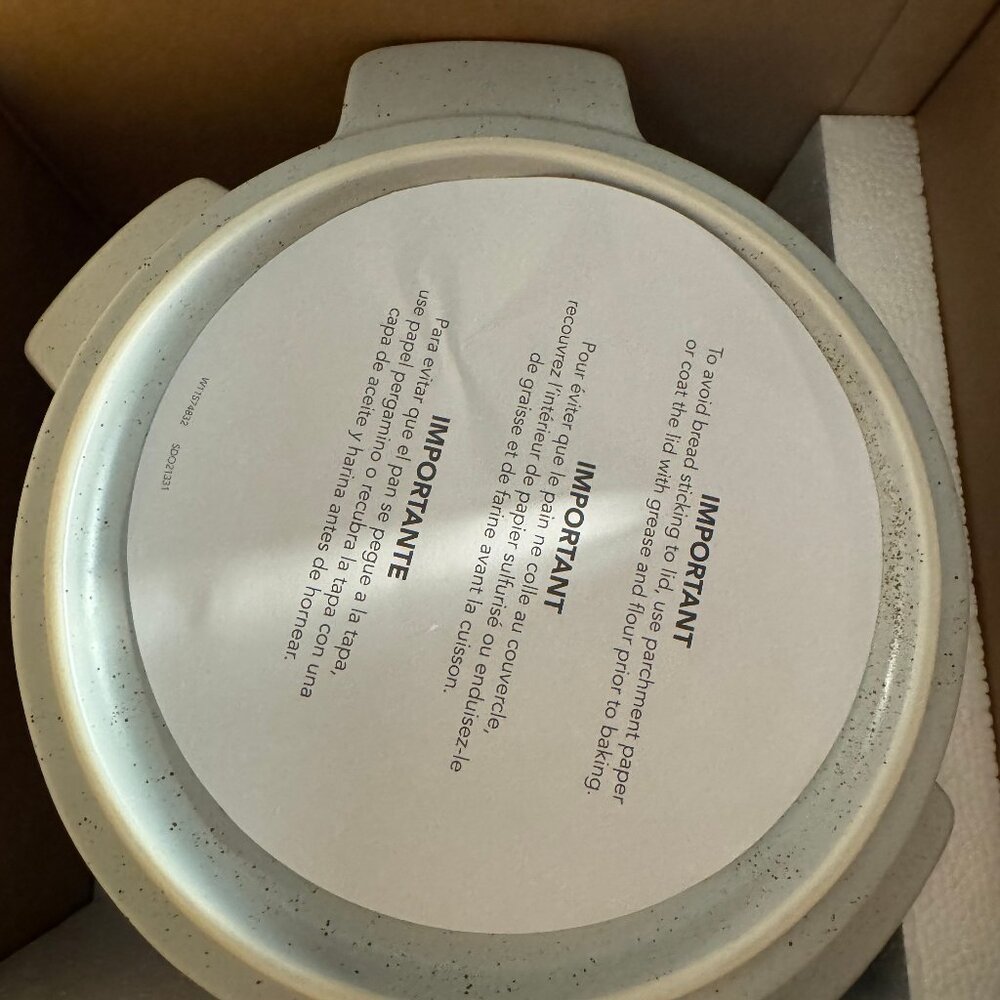 IMPORTANT
To avoid bread sticking to lid, use parchment paper
or coat the lid with grease and flour prior to baking.
IMPORTANT
Pour éviter que le pain ne colle au couvercle,
recouvrez l'intérieur de papier sulfurisé ou enduisez-le
de graisse et de farine avant la cuisson.
IMPORTANTE
Para evitar que el pan se pegue a la tapa,
use papel pergamino o recubra la tapa con una
capa de aceite y harina antes de hornear.
W11574832 SDO21331